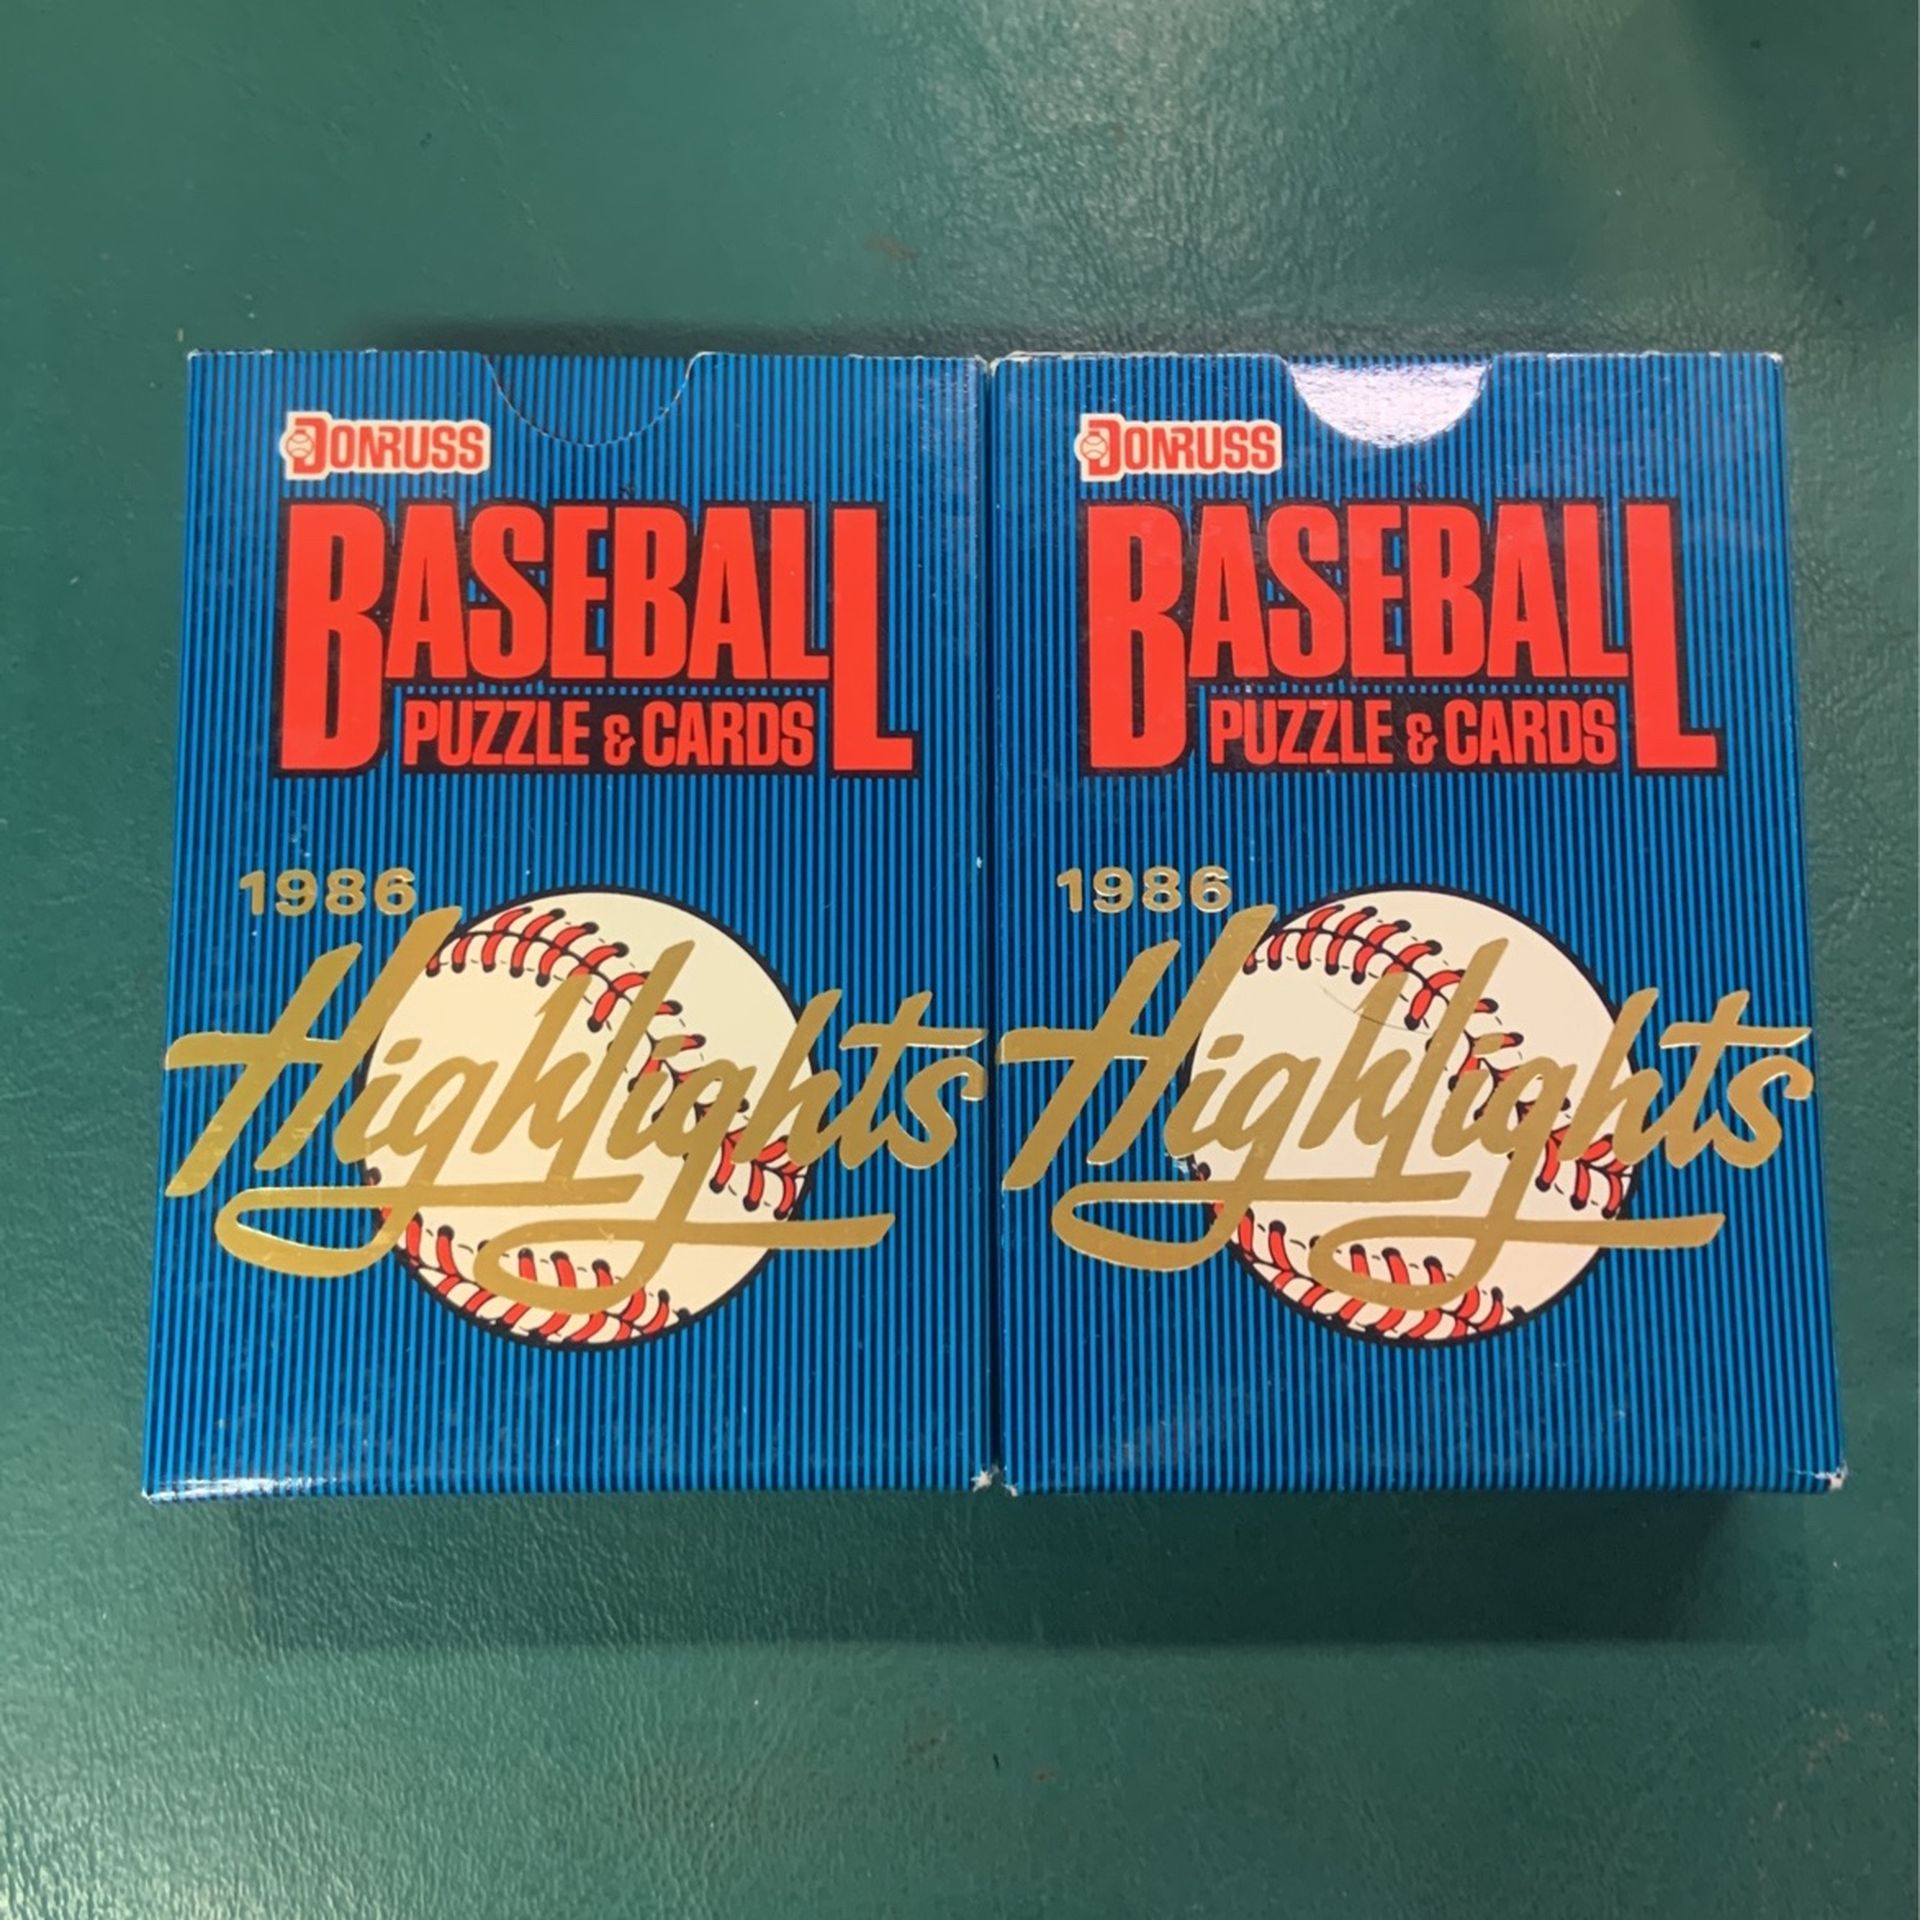 DONRUSS
BASEBALL
PUZZLE & CARDS
1986
Highlights
DONRUSS
BASEBALL
PUZZLE & CARDS
1986
Highlights